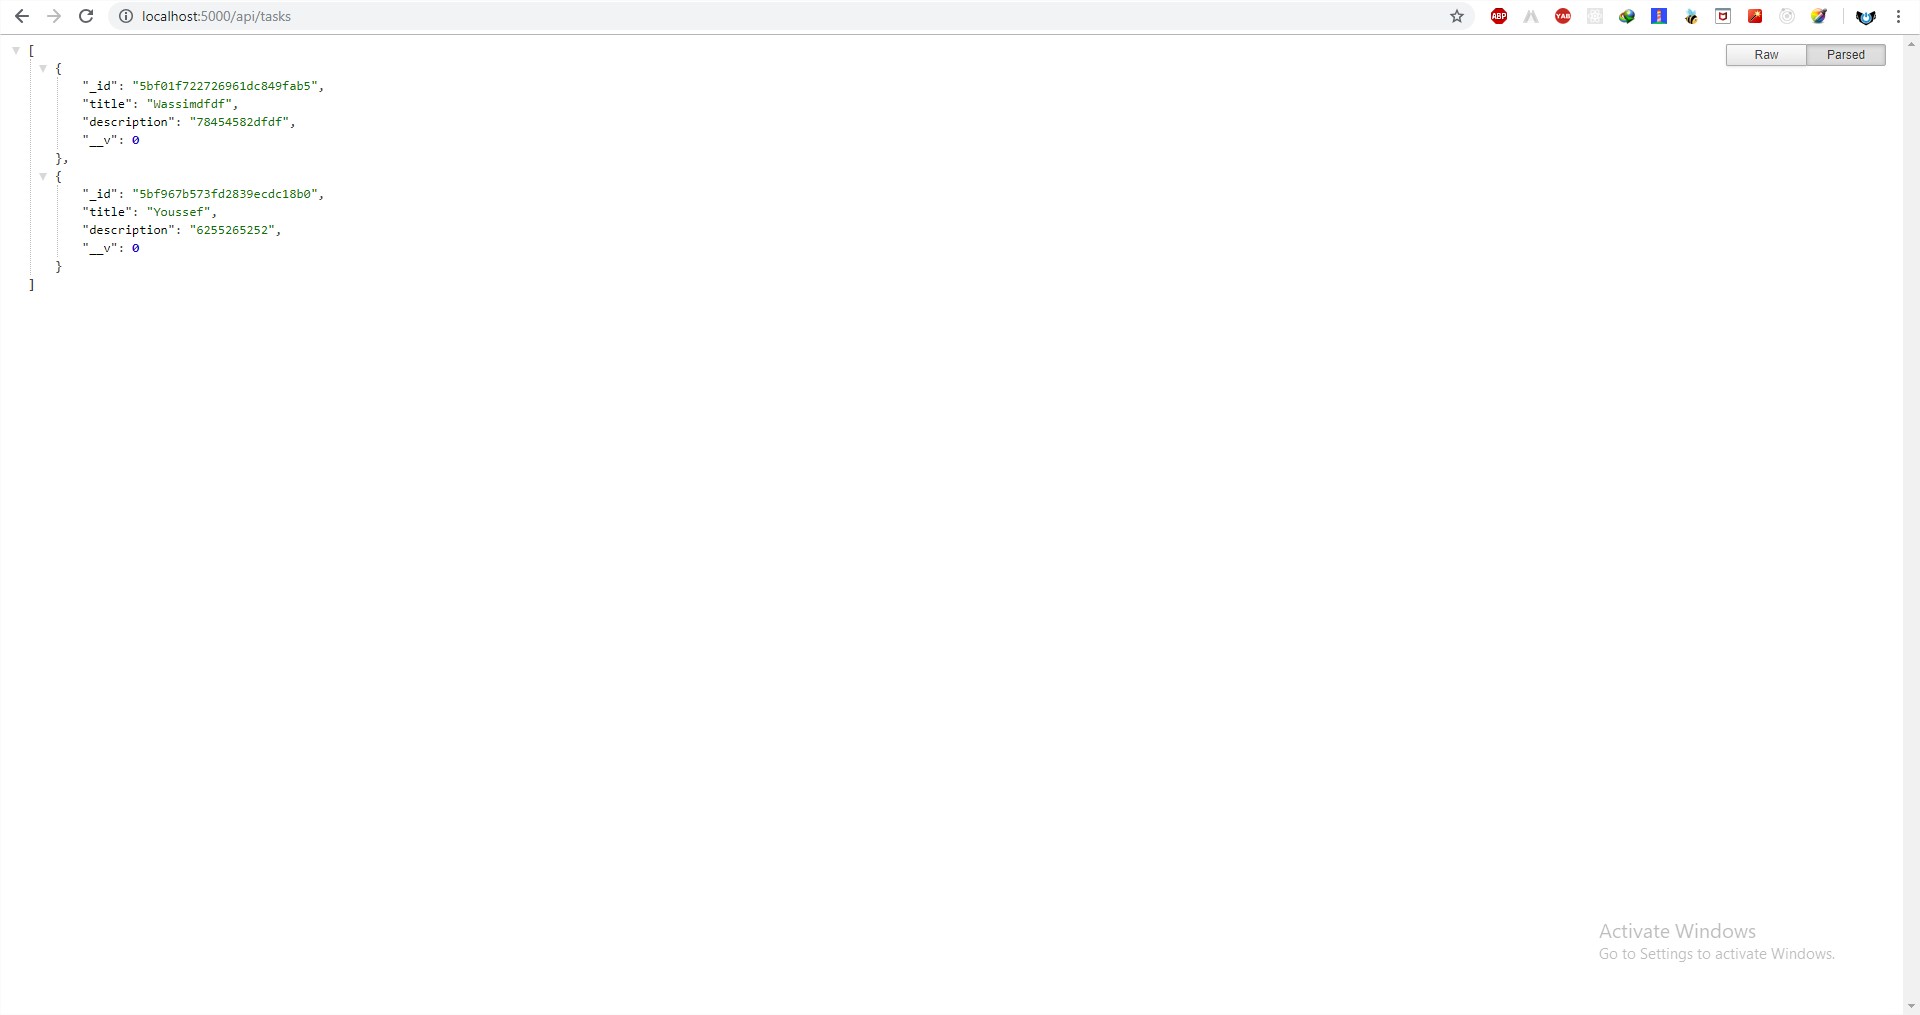 localhost:5000/api/tasks
ABP
YAB
Raw
Parsed
[
{
"_id": "5bf01f722726961dc849fab5",
"title": "Wassimdfdf",
"description": "78454582dfdf",
"__v": 0
},
{
"_id": "5bf967b573fd2839ecdc18b0",
"title": "Youssef",
"description": "6255265252",
"__v": 0
}
]
Activate Windows
Go to Settings to activate Windows.